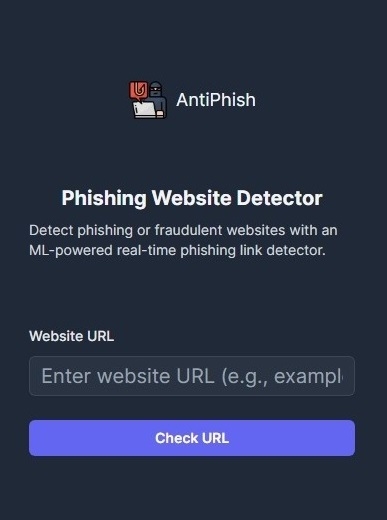 AntiPhish
Phishing Website Detector
Detect phishing or fraudulent websites with an
ML-powered real-time phishing link detector.
Website URL
Enter website URL (e.g., exampl
Check URL